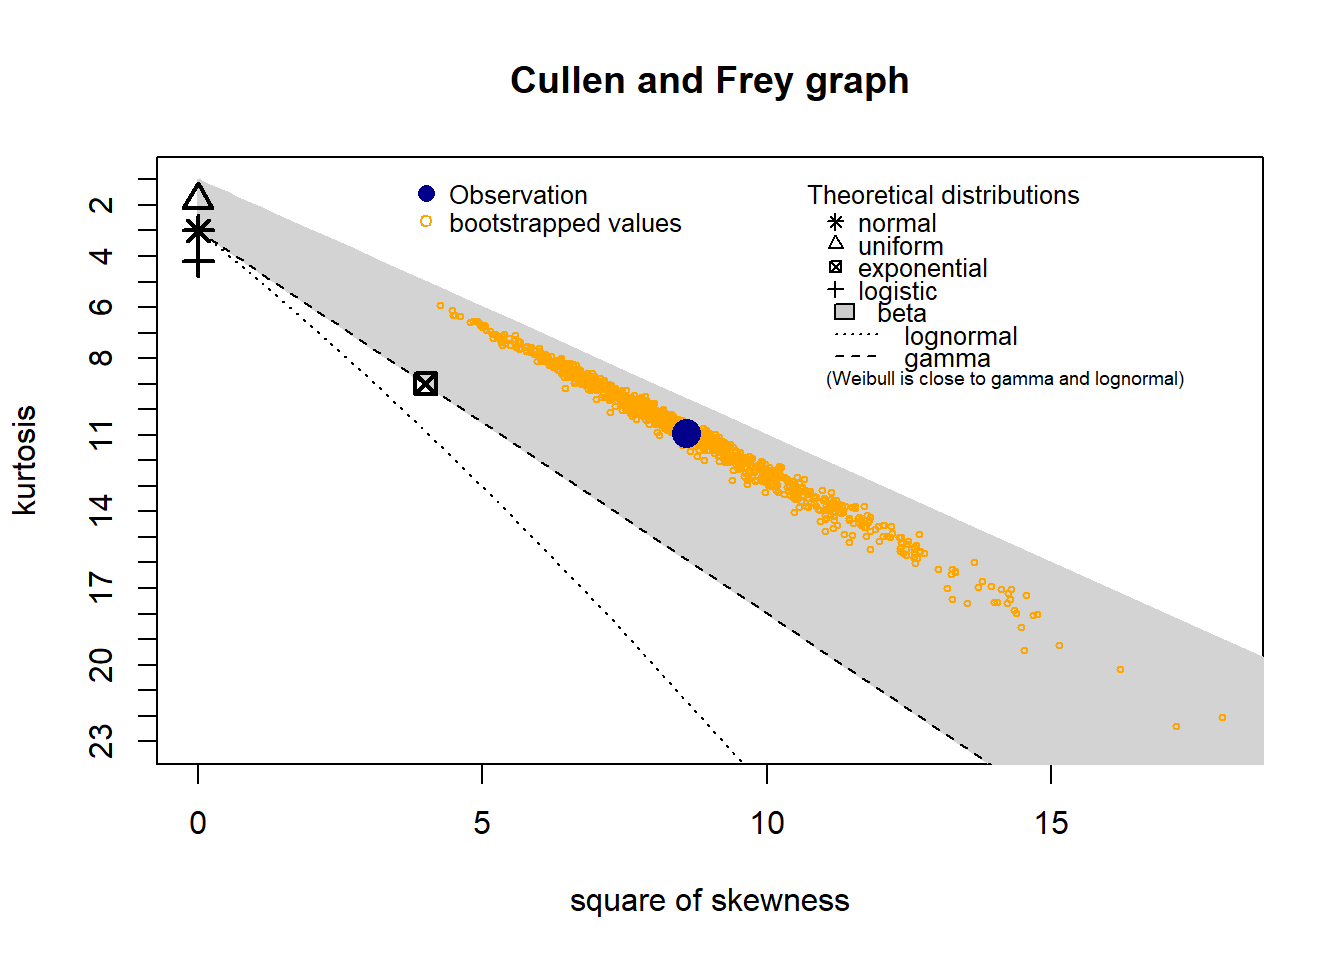 Cullen and Frey graph
Observation
bootstrapped values
Theoretical distributions
normal
uniform
exponential
logistic
beta
lognormal
gamma
(Weibull is close to gamma and lognormal)
kurtosis
2
4
6
8
11
14
17
20
23
0 5 10 15
square of skewness